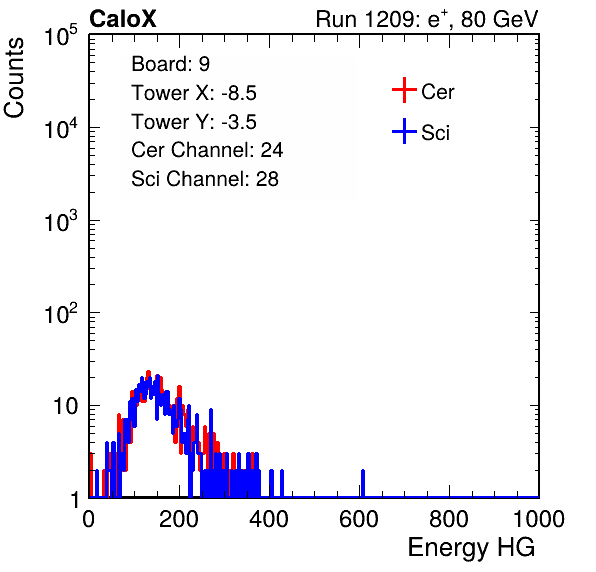 CaloX Run 1209: e⁺, 80 GeV
Counts
Board: 9
Tower X: -8.5
Tower Y: -3.5
Cer Channel: 24
Sci Channel: 28
Cer
Sci
10⁵
10⁴
10³
10²
10
1
0 200 400 600 800 1000
Energy HG